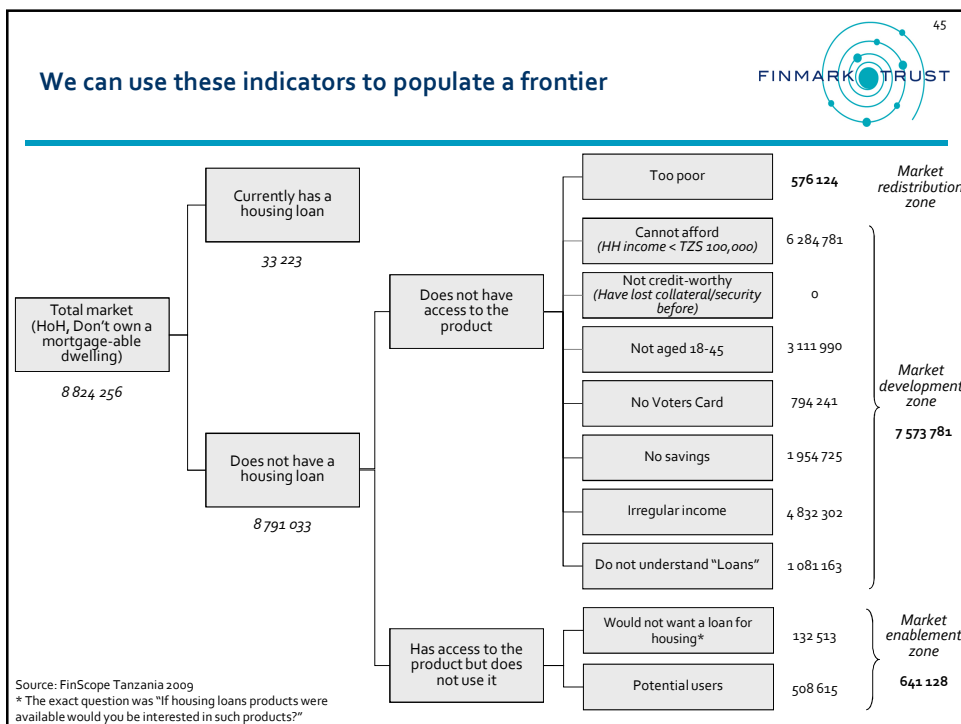 45
We can use these indicators to populate a frontier
FINMARK TRUST
Total market
(HoH, Don't own a
mortgage-able
dwelling)
8 824 256
Currently has a
housing loan
33 223
Does not have a
housing loan
8 791 033
Does not have
access to the
product
Too poor
576 124
Market
redistribution
zone
Cannot afford
(HH income < TZS 100,000)
6 284 781
Not credit-worthy
(Have lost collateral/security
before)
0
Not aged 18-45
3 111 990
No Voters Card
794 241
No savings
1 954 725
Irregular income
4 832 302
Do not understand “Loans”
1 081 163
Market
development
zone
7 573 781
Has access to the
product but does
not use it
Would not want a loan for
housing*
132 513
Potential users
508 615
Market
enablement
zone
641 128
Source: FinScope Tanzania 2009
* The exact question was “If housing loans products were
available would you be interested in such products?”